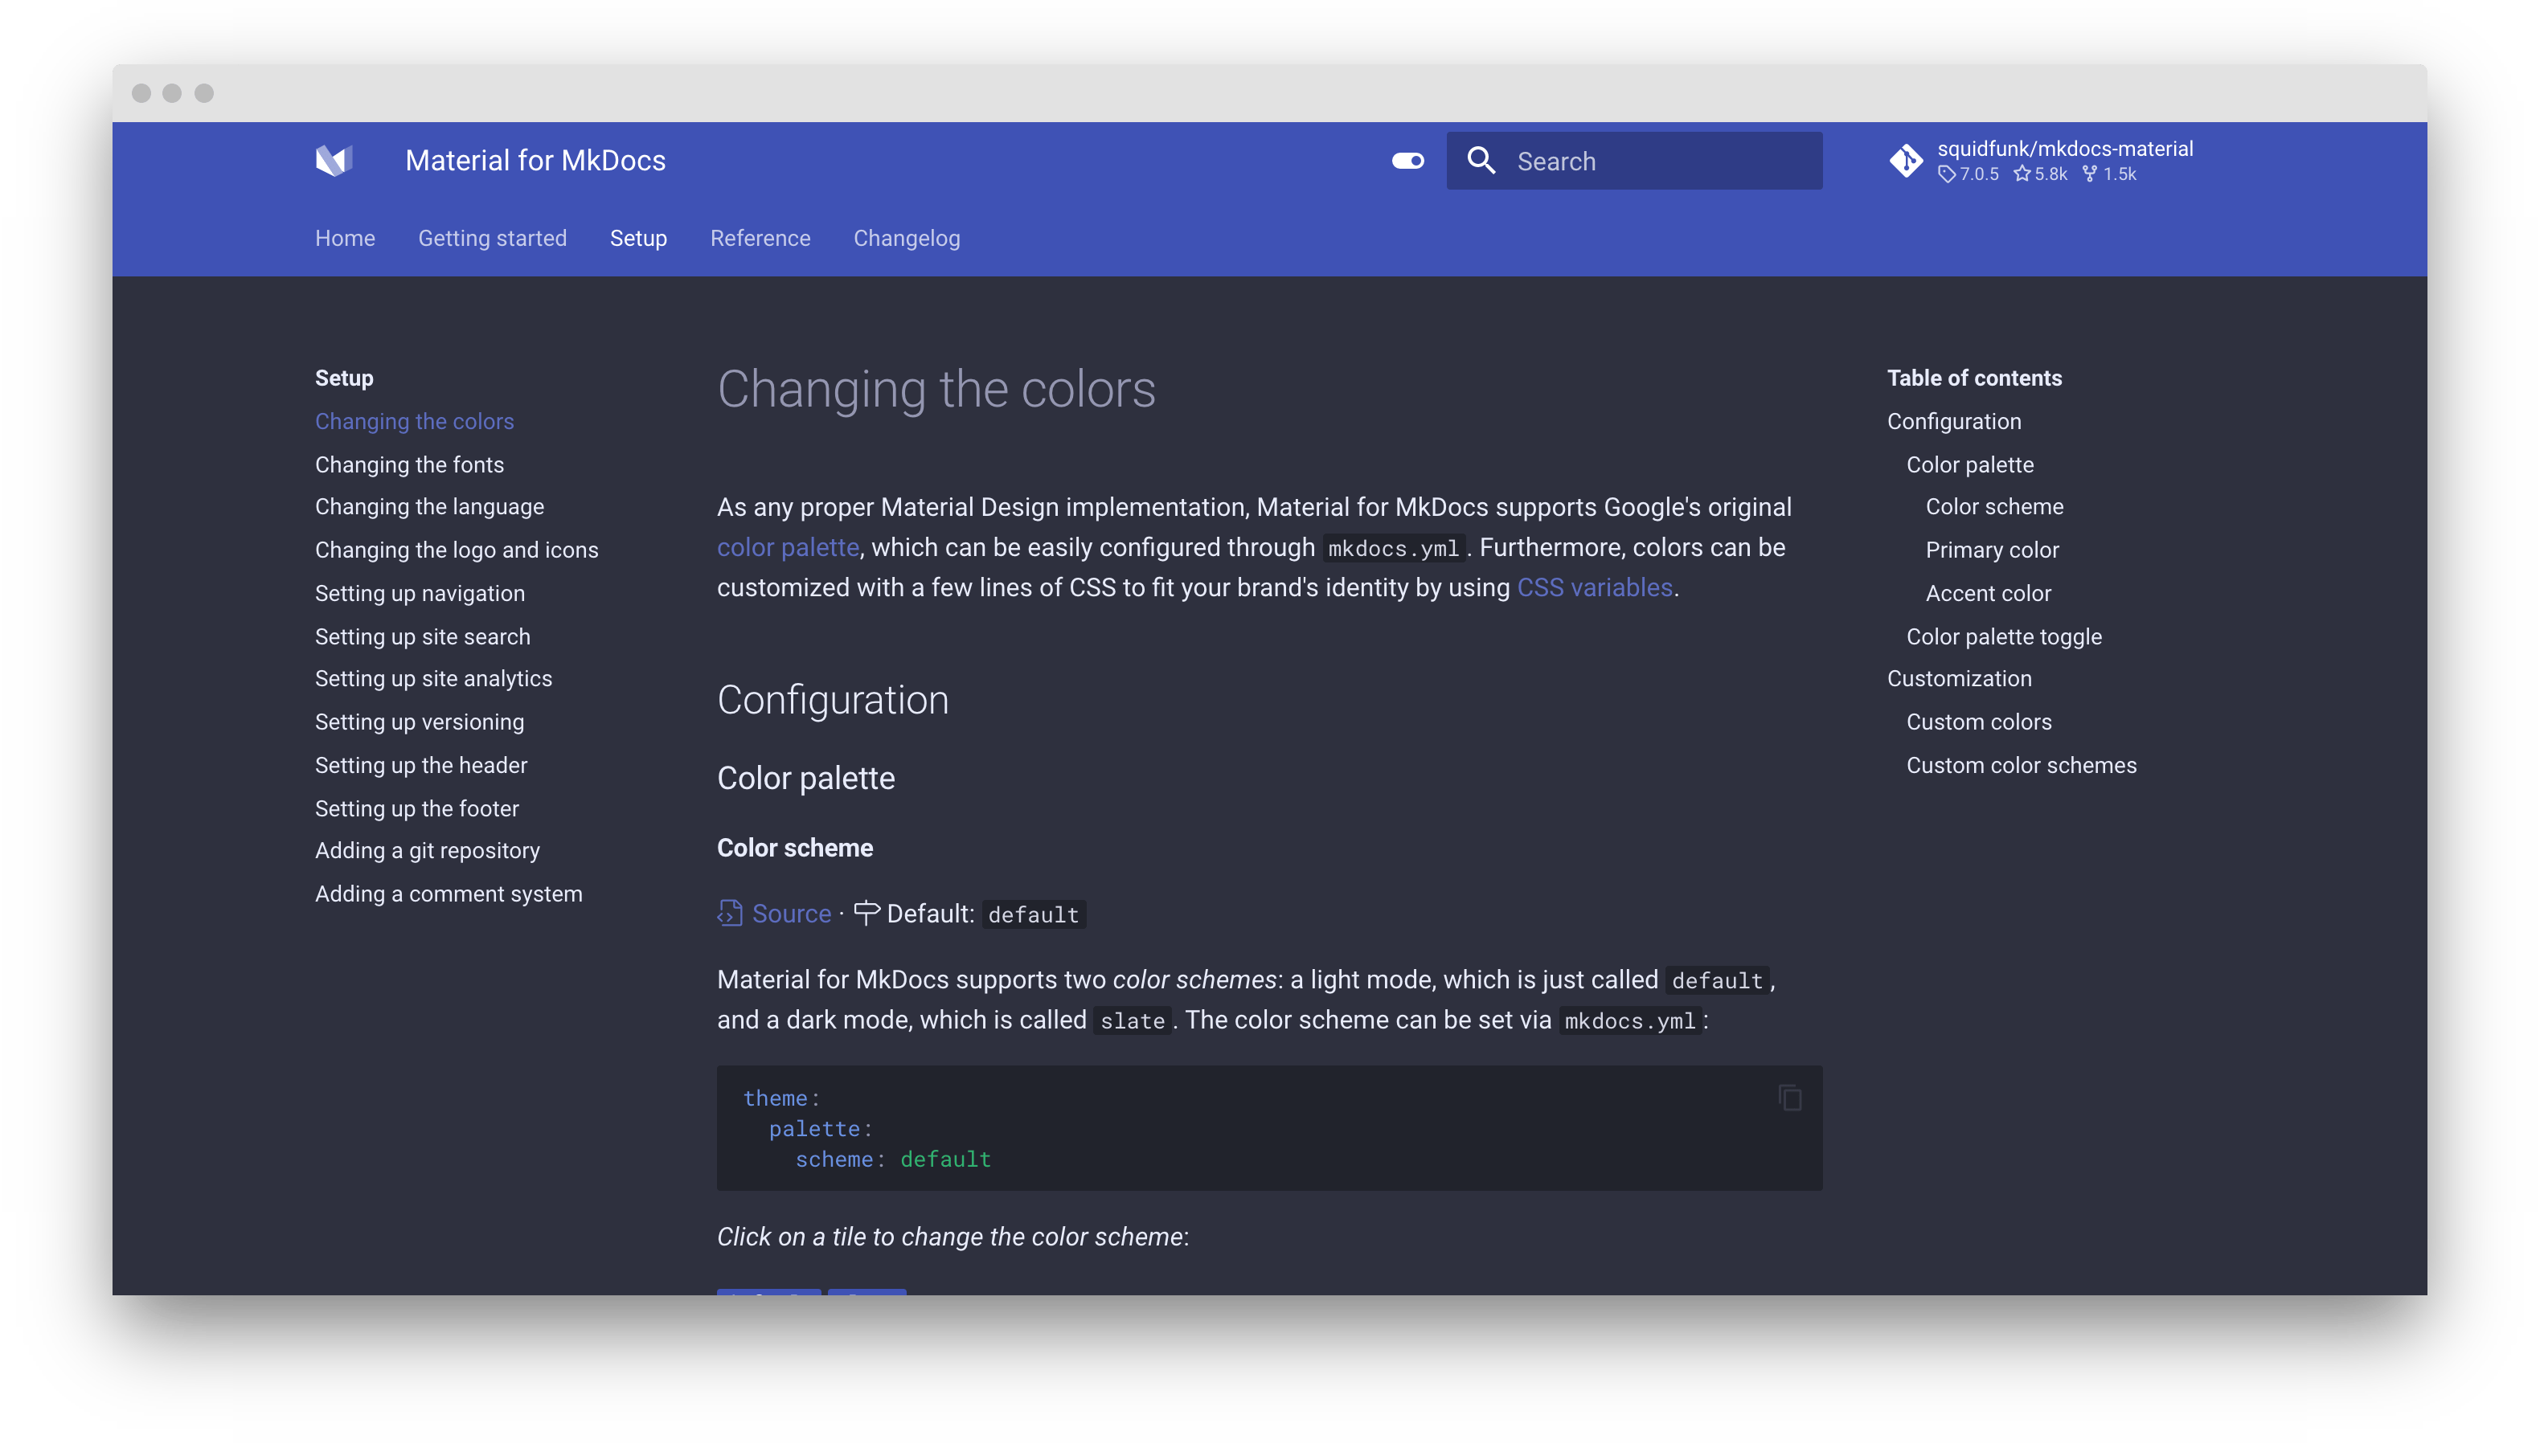 Material for MkDocs
Search
squidfunk/mkdocs-material
7.0.5 5.8k 1.5k
Home Getting started Setup Reference Changelog
Setup
Changing the colors
Changing the fonts
Changing the language
Changing the logo and icons
Setting up navigation
Setting up site search
Setting up site analytics
Setting up versioning
Setting up the header
Setting up the footer
Adding a git repository
Adding a comment system
Changing the colors
As any proper Material Design implementation, Material for MkDocs supports Google's original
color palette, which can be easily configured through mkdocs.yml. Furthermore, colors can be
customized with a few lines of CSS to fit your brand's identity by using CSS variables.
Configuration
Color palette
Color scheme
Source · Default: default
Material for MkDocs supports two color schemes: a light mode, which is just called default,
and a dark mode, which is called slate. The color scheme can be set via mkdocs.yml:
theme:
  palette:
    scheme: default
Click on a tile to change the color scheme:
Table of contents
Configuration
Color palette
Color scheme
Primary color
Accent color
Color palette toggle
Customization
Custom colors
Custom color schemes